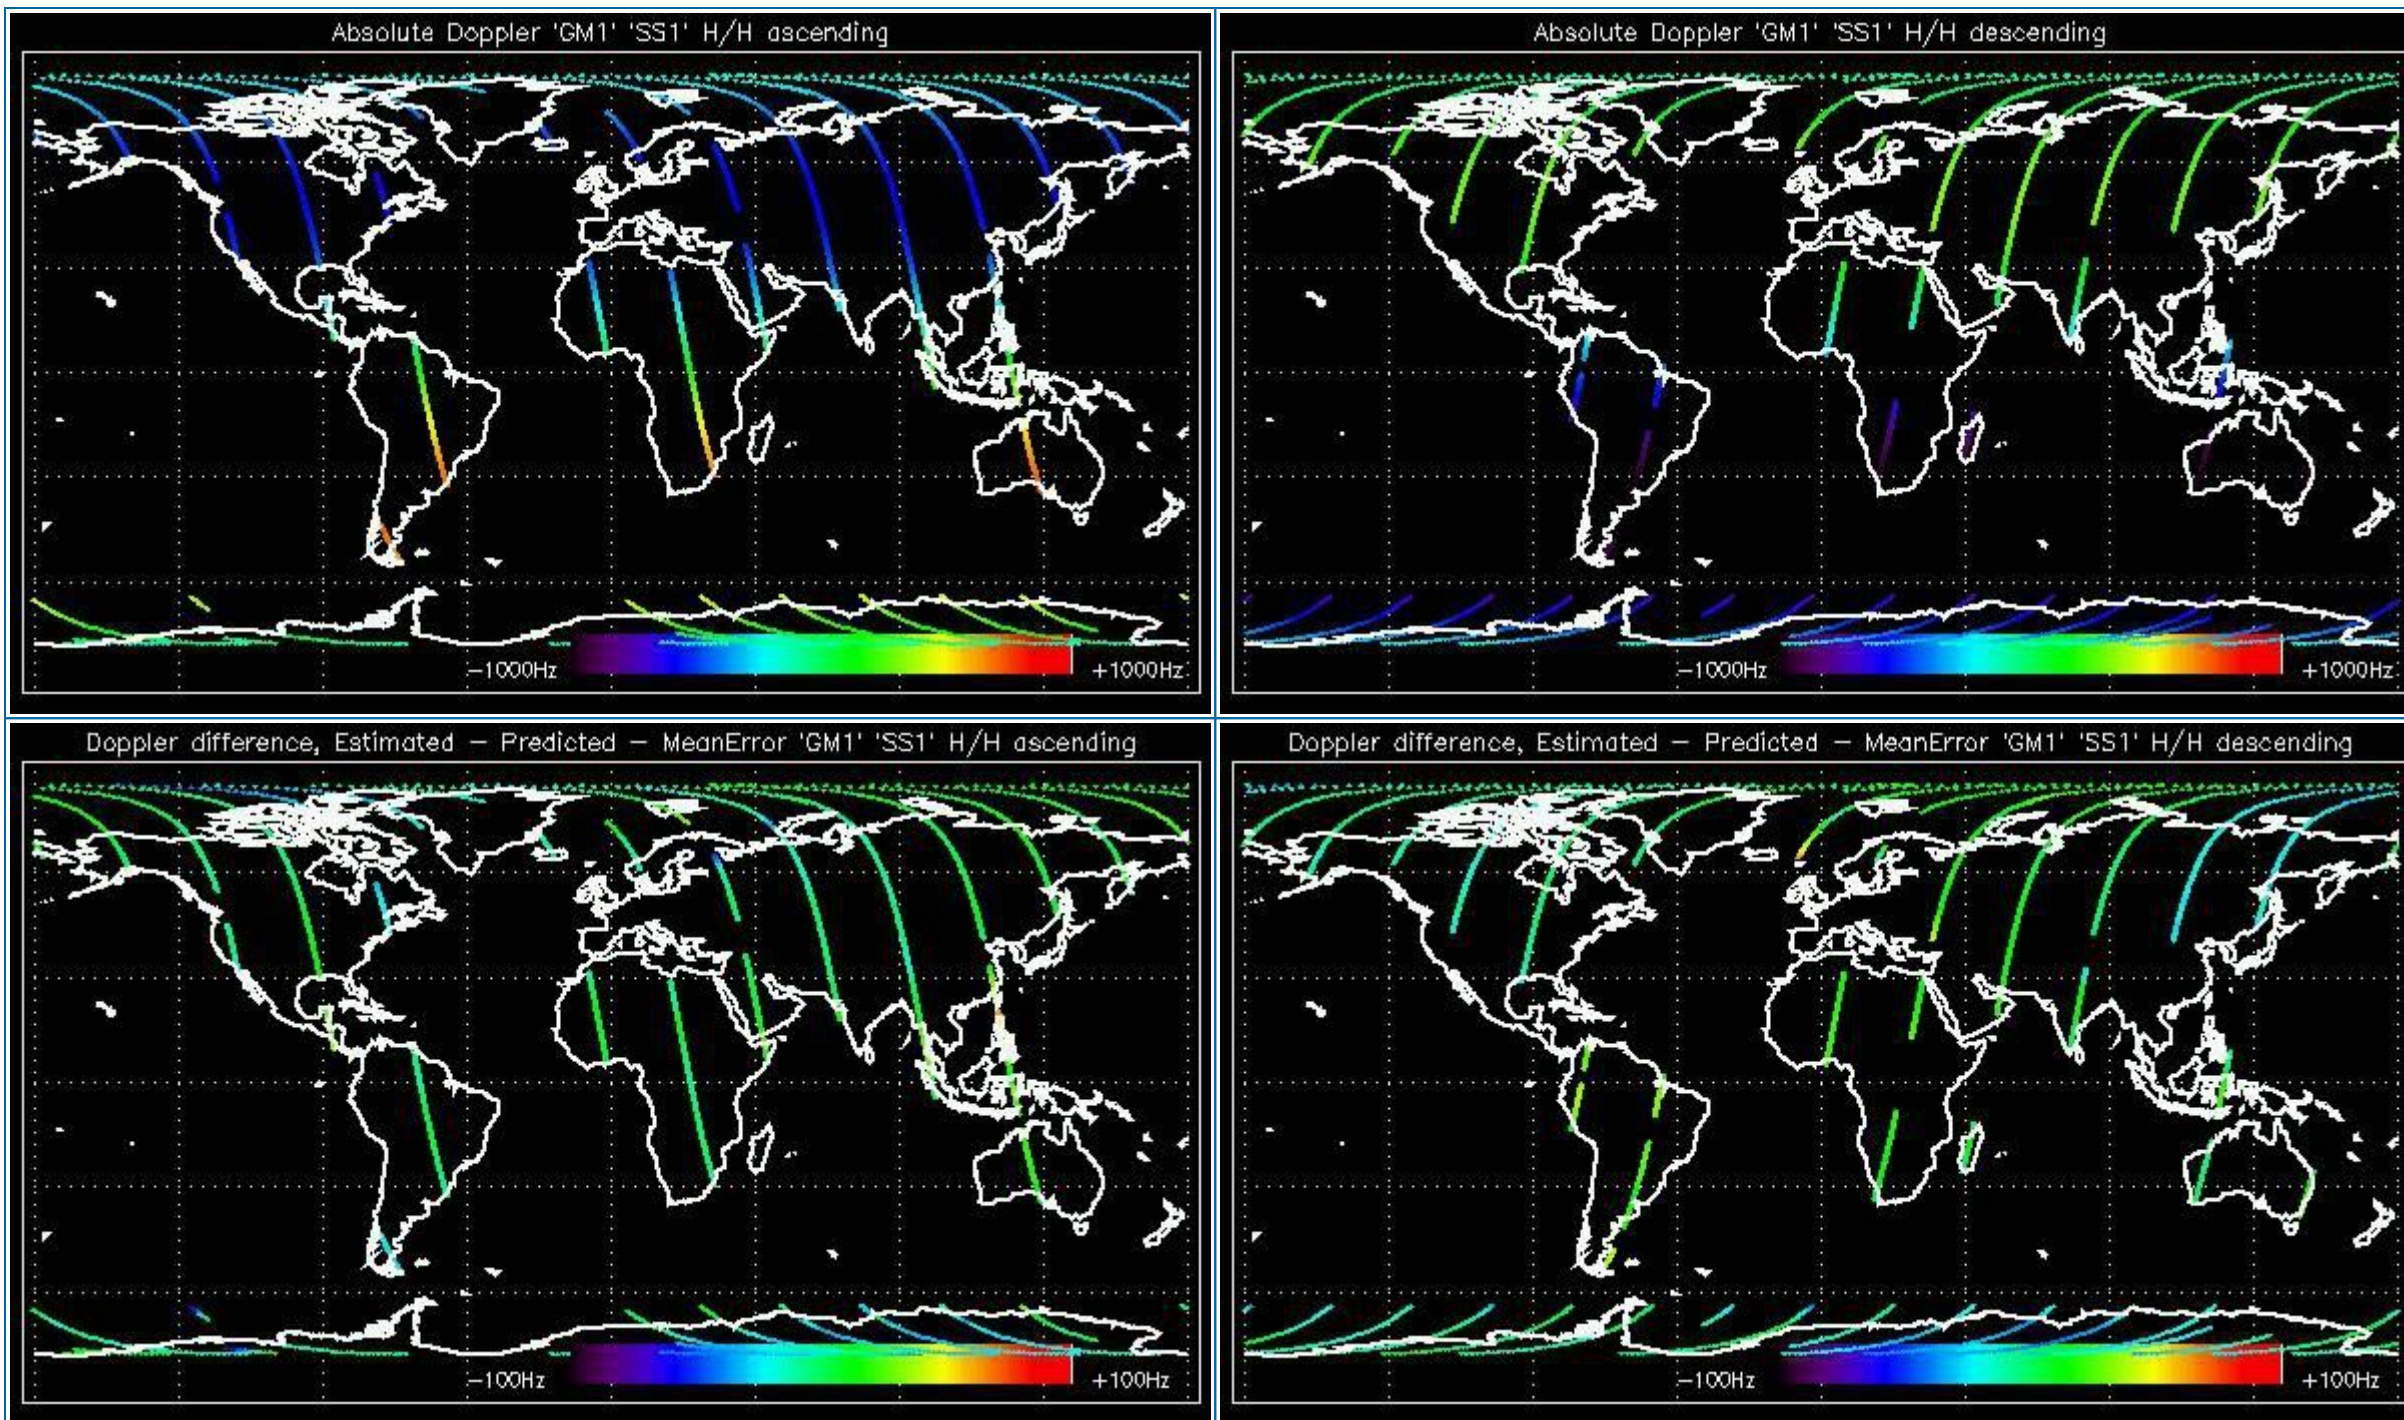 Absolute Doppler 'GM1' 'SS1' H/H ascending
-1000Hz
+1000Hz
Absolute Doppler 'GM1' 'SS1' H/H descending
-1000Hz
+1000Hz
Doppler difference, Estimated - Predicted - MeanError 'GM1' 'SS1' H/H ascending
-100Hz
+100Hz
Doppler difference, Estimated - Predicted - MeanError 'GM1' 'SS1' H/H descending
-100Hz
+100Hz